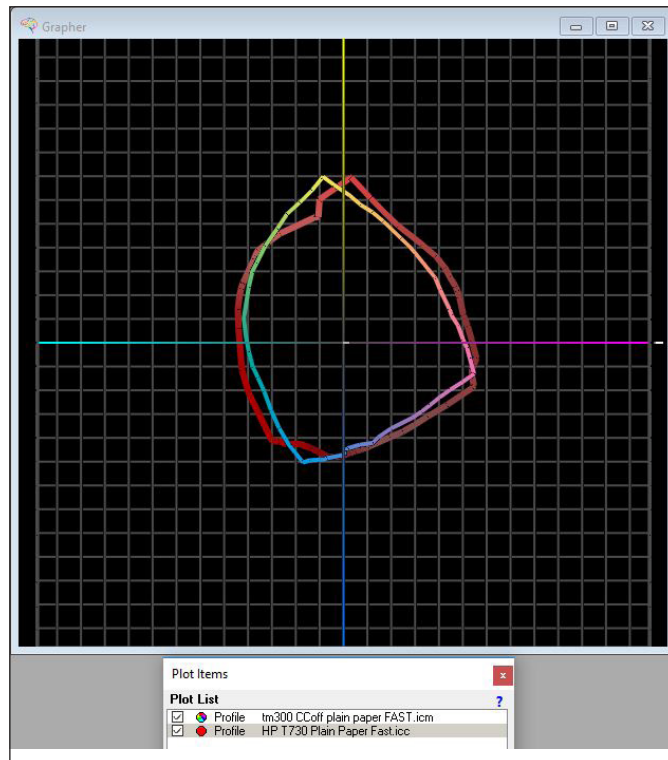 Grapher
Plot Items
Plot List ?
Profile tm300 CCoff plain paper FAST.icm
Profile HP T730 Plain Paper Fast.icc